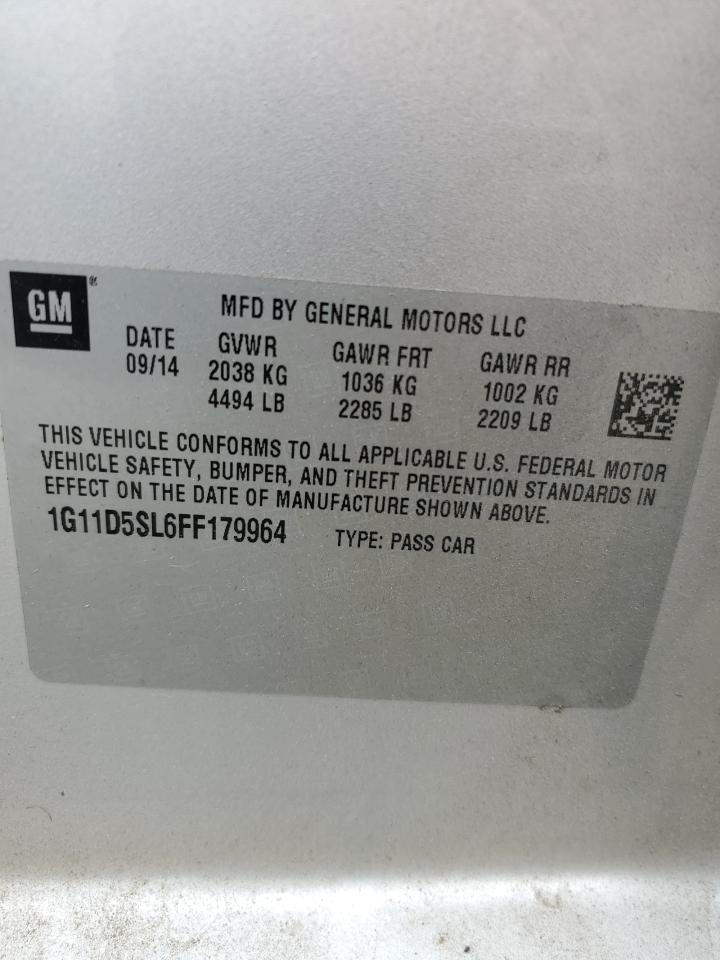 GM®
MFD BY GENERAL MOTORS LLC
DATE GVWR GAWR FRT GAWR RR
09/14 2038 KG 1036 KG 1002 KG
4494 LB 2285 LB 2209 LB
THIS VEHICLE CONFORMS TO ALL APPLICABLE U.S. FEDERAL MOTOR
VEHICLE SAFETY, BUMPER, AND THEFT PREVENTION STANDARDS IN
EFFECT ON THE DATE OF MANUFACTURE SHOWN ABOVE.
1G11D5SL6FF179964 TYPE: PASS CAR